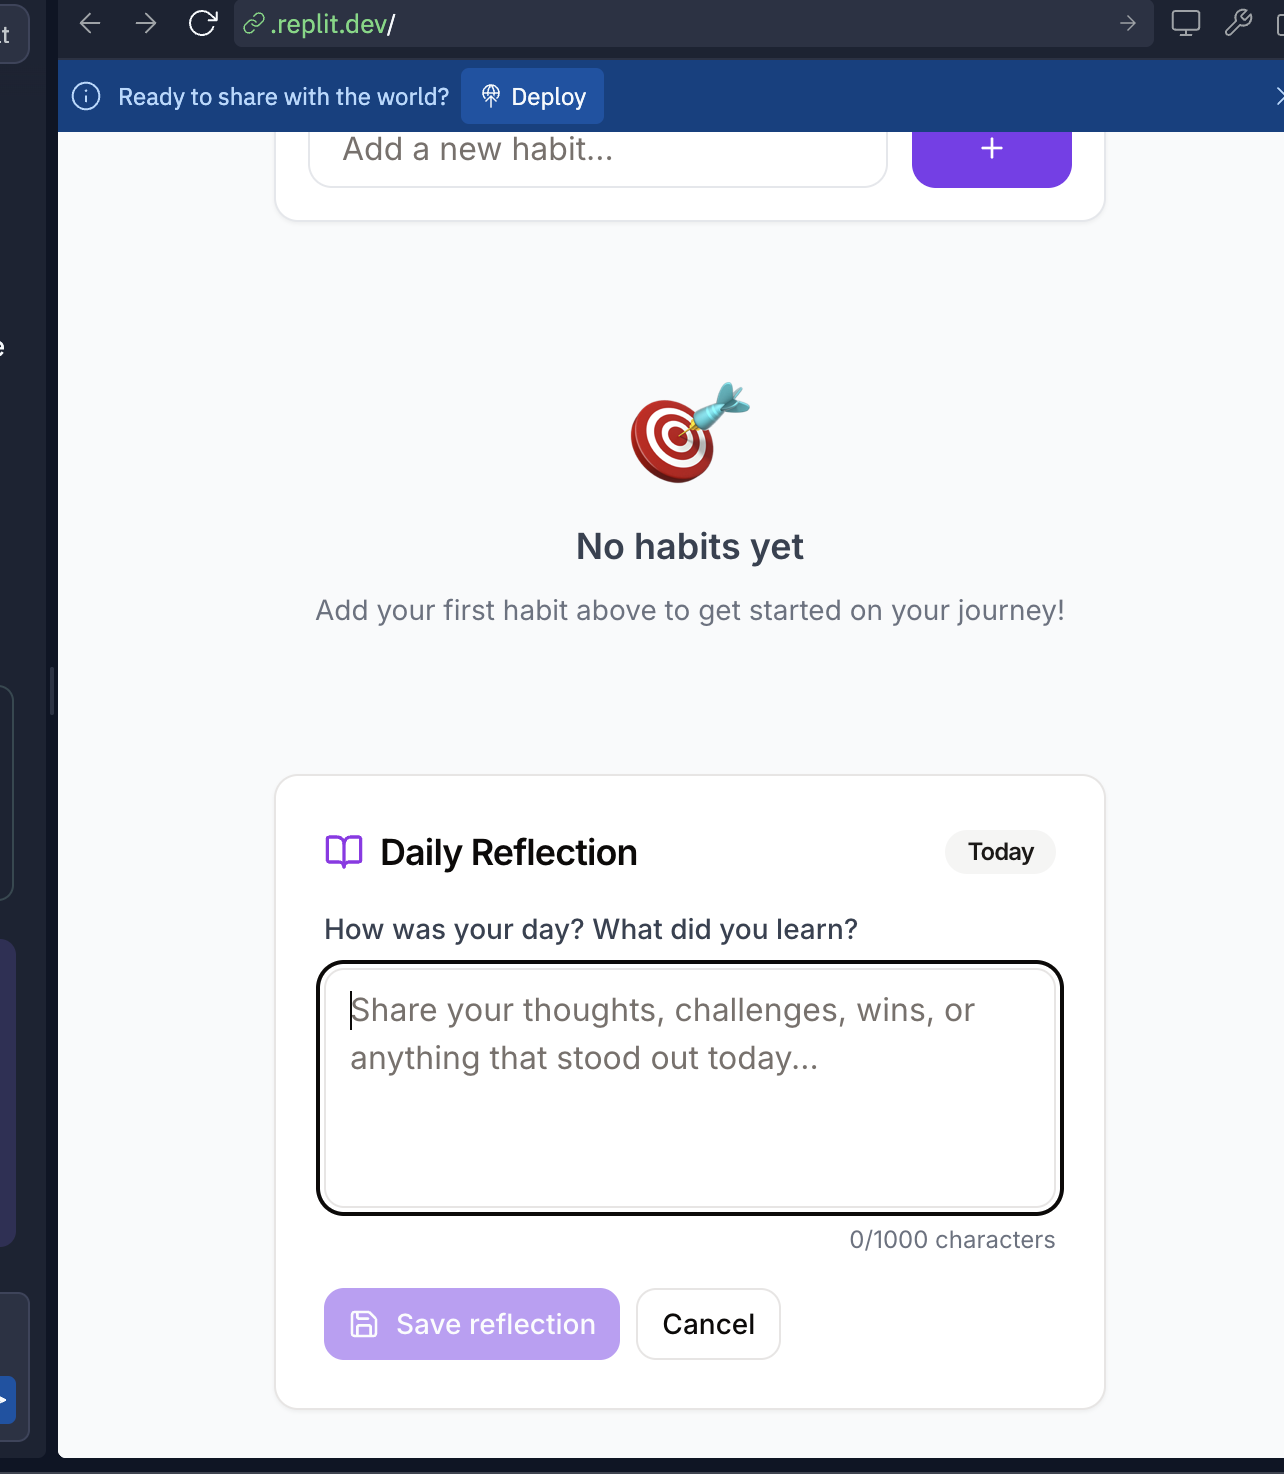 .replit.dev/
Ready to share with the world?
Deploy
Add a new habit...
+
No habits yet
Add your first habit above to get started on your journey!
Daily Reflection
Today
How was your day? What did you learn?
Share your thoughts, challenges, wins, or
anything that stood out today...
0/1000 characters
Save reflection
Cancel